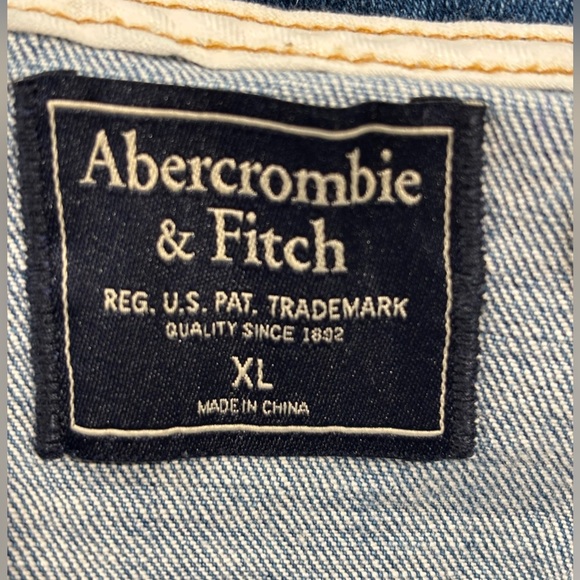 Abercrombie
& Fitch
REG. U.S. PAT. TRADEMARK
QUALITY SINCE 1892
XL
MADE IN CHINA